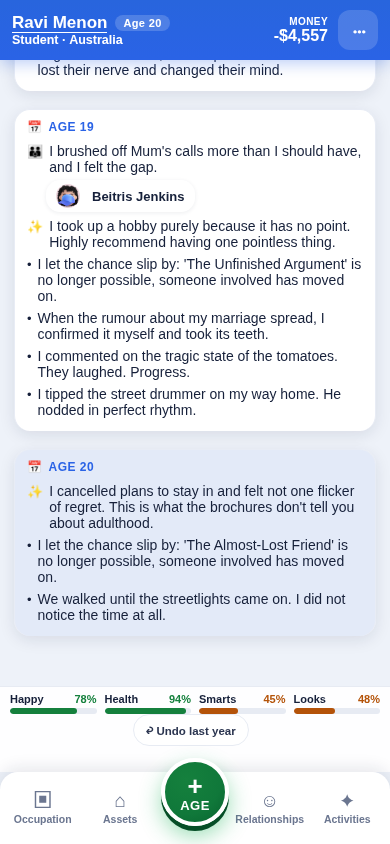 Ravi Menon Age 20
Student · Australia
MONEY
-$4,557
lost their nerve and changed their mind.
AGE 19
I brushed off Mum's calls more than I should have,
and I felt the gap.
Beitris Jenkins
I took up a hobby purely because it has no point.
Highly recommend having one pointless thing.
• I let the chance slip by: 'The Unfinished Argument' is
no longer possible, someone involved has moved
on.
• When the rumour about my marriage spread, I
confirmed it myself and took its teeth.
• I commented on the tragic state of the tomatoes.
They laughed. Progress.
• I tipped the street drummer on my way home. He
nodded in perfect rhythm.
AGE 20
I cancelled plans to stay in and felt not one flicker
of regret. This is what the brochures don't tell you
about adulthood.
• I let the chance slip by: 'The Almost-Lost Friend' is
no longer possible, someone involved has moved
on.
• We walked until the streetlights came on. I did not
notice the time at all.
Happy 78% Health 94% Smarts 45% Looks 48%
Undo last year
+
AGE
Occupation Assets Relationships Activities